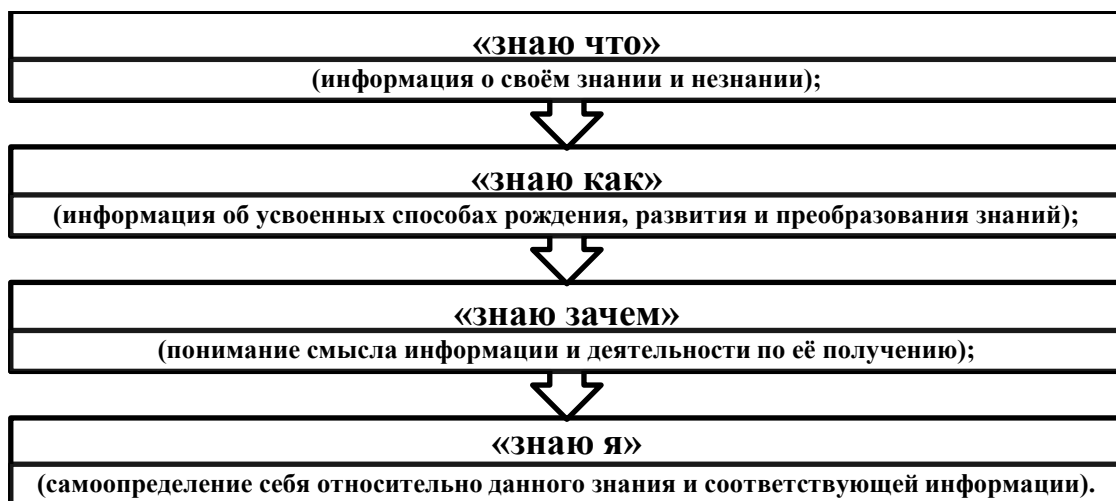 «знаю что»
(информация о своём знании и незнании);
«знаю как»
(информация об усвоенных способах рождения, развития и преобразования знаний);
«знаю зачем»
(понимание смысла информации и деятельности по её получению);
«знаю я»
(самоопределение себя относительно данного знания и соответствующей информации).